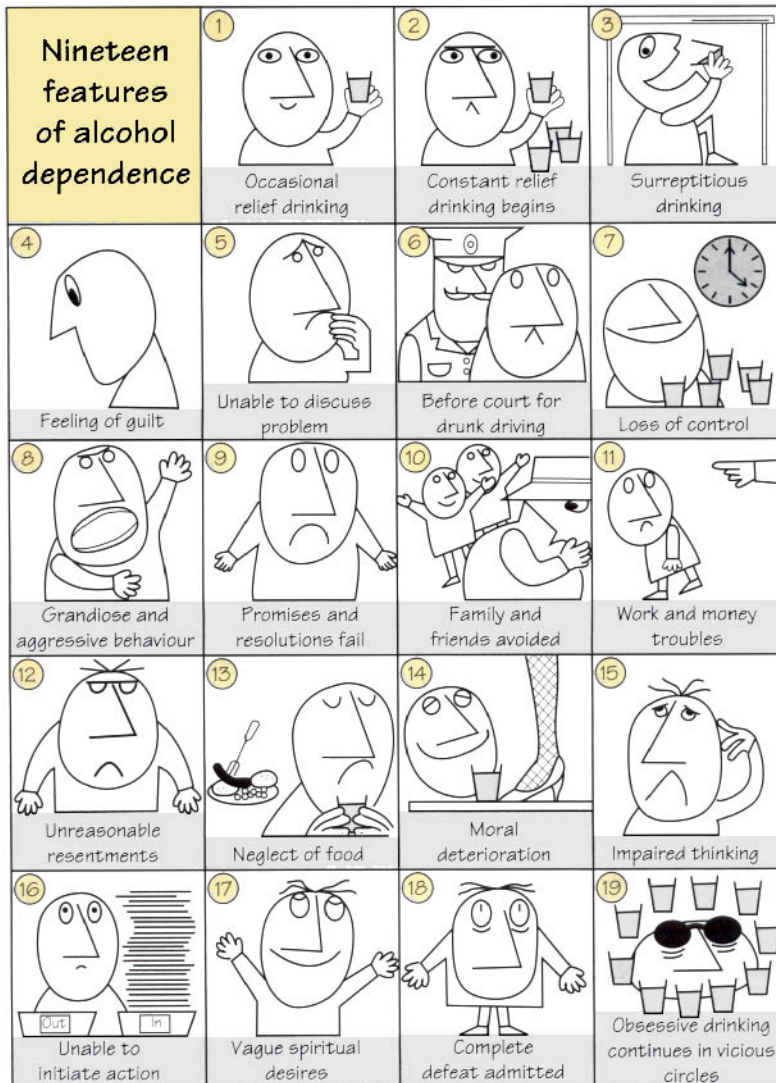 Nineteen
features
of alcohol
dependence
1
Occasional
relief drinking
2
Constant relief
drinking begins
3
Surreptitious
drinking
4
Feeling of guilt
5
Unable to discuss
problem
6
Before court for
drunk driving
7
Loss of control
8
Grandiose and
aggressive behaviour
9
Promises and
resolutions fail
10
Family and
friends avoided
11
Work and money
troubles
12
Unreasonable
resentments
13
Neglect of food
14
Moral
deterioration
15
Impaired thinking
16
Out
In
Unable to
initiate action
17
Vague spiritual
desires
18
Complete
defeat admitted
19
Obsessive drinking
continues in vicious
circles